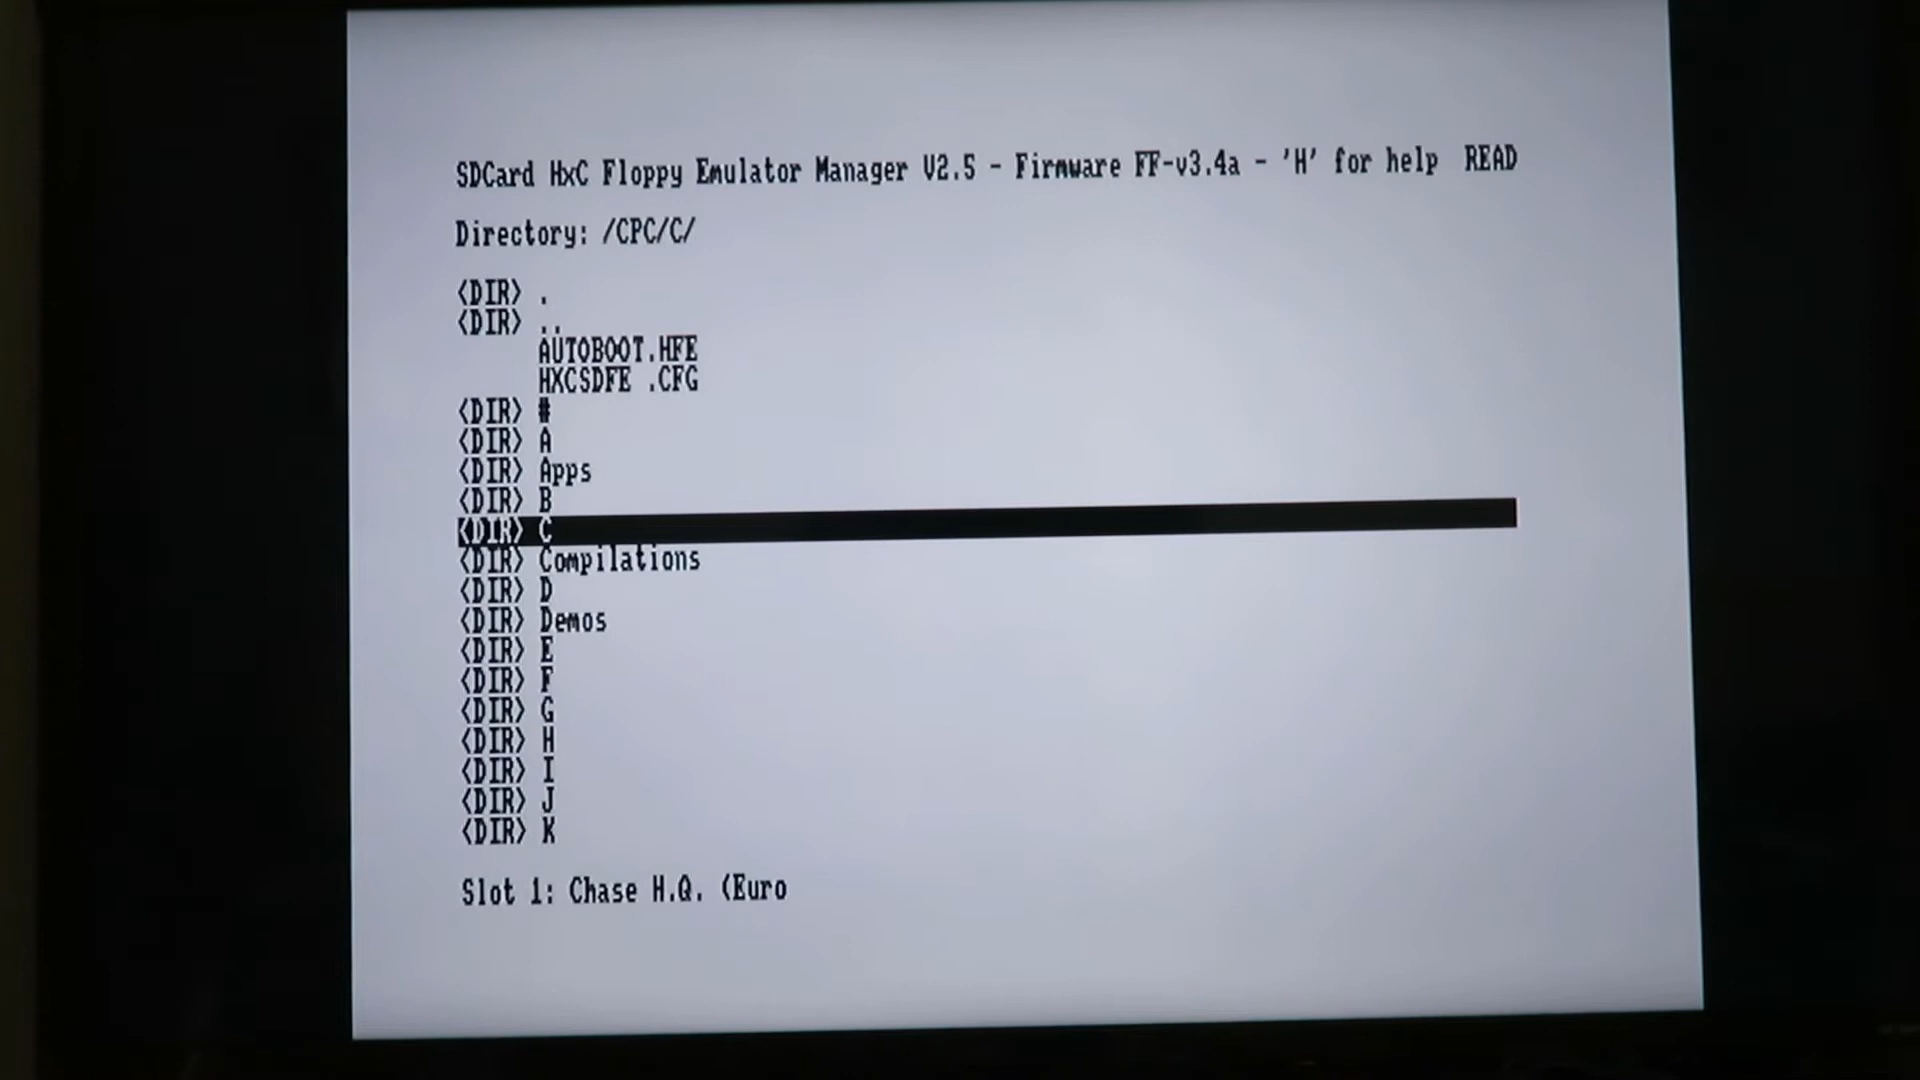 SDCard HxC Floppy Emulator Manager V2.5 - Firmware FF-v3.4a - 'H' for help READ
Directory: /CPC/C/
<DIR> .
<DIR> ..
AUTOBOOT.HFE
HXCSDFE .CFG
<DIR> #
<DIR> A
<DIR> Apps
<DIR> B
<DIR> C
<DIR> Compilations
<DIR> D
<DIR> Demos
<DIR> E
<DIR> F
<DIR> G
<DIR> H
<DIR> I
<DIR> J
<DIR> K
Slot 1: Chase H.Q. (Euro